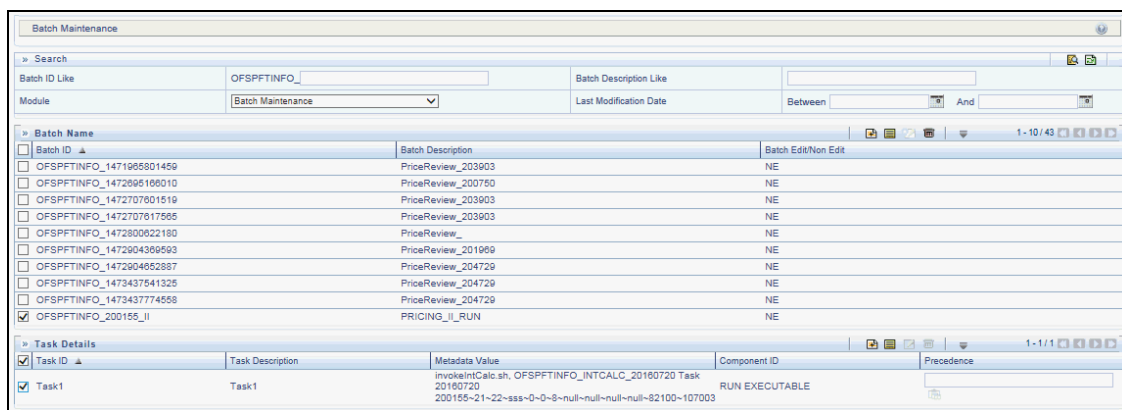 Batch Maintenance
» Search
Batch ID Like OFSPFTINFO_ Batch Description Like
Module Batch Maintenance Last Modification Date Between And
» Batch Name 1 - 10 / 43
Batch ID Batch Description Batch Edit/Non Edit
OFSPFTINFO_1471965801459 PriceReview_203903 NE
OFSPFTINFO_1472695166010 PriceReview_200750 NE
OFSPFTINFO_1472707601519 PriceReview_203903 NE
OFSPFTINFO_1472707617565 PriceReview_203903 NE
OFSPFTINFO_1472800622180 PriceReview_ NE
OFSPFTINFO_1472904369593 PriceReview_201969 NE
OFSPFTINFO_1472904652887 PriceReview_204729 NE
OFSPFTINFO_1473437541325 PriceReview_204729 NE
OFSPFTINFO_1473437774558 PriceReview_204729 NE
OFSPFTINFO_200155_II PRICING_II_RUN NE
» Task Details 1 - 1 / 1
Task ID Task Description Metadata Value Component ID Precedence
Task1 Task1 invokeIntCalc.sh, OFSPFTINFO_INTCALC_20160720 Task RUN EXECUTABLE
20160720
200155~21~22~sss~0~0~8~null~null~null~null~82100~107003